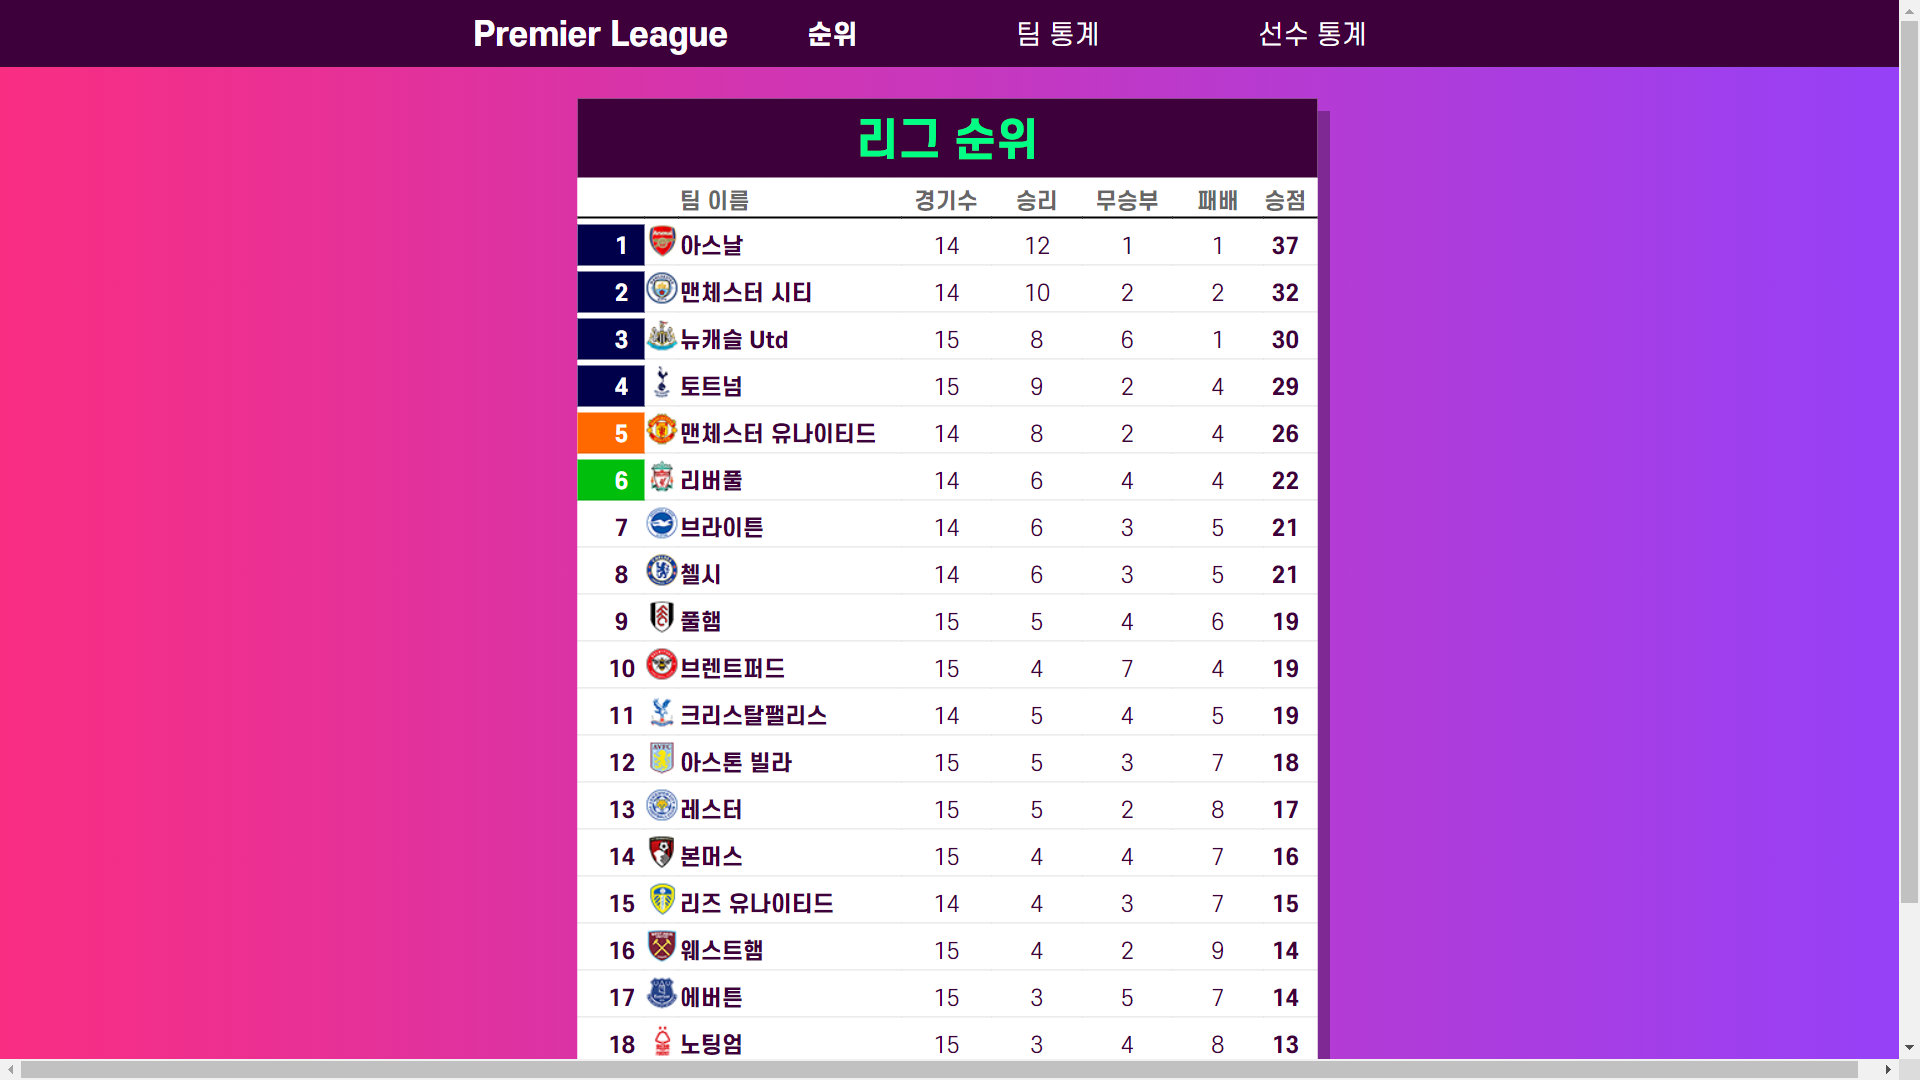 Premier League 순위 팀 통계 선수 통계
리그 순위
팀 이름 경기수 승리 무승부 패배 승점
1 아스날 14 12 1 1 37
2 맨체스터 시티 14 10 2 2 32
3 뉴캐슬 Utd 15 8 6 1 30
4 토트넘 15 9 2 4 29
5 맨체스터 유나이티드 14 8 2 4 26
6 리버풀 14 6 4 4 22
7 브라이튼 14 6 3 5 21
8 첼시 14 6 3 5 21
9 풀햄 15 5 4 6 19
10 브렌트퍼드 15 4 7 4 19
11 크리스탈팰리스 14 5 4 5 19
12 아스톤 빌라 15 5 3 7 18
13 레스터 15 5 2 8 17
14 본머스 15 4 4 7 16
15 리즈 유나이티드 14 4 3 7 15
16 웨스트햄 15 4 2 9 14
17 에버튼 15 3 5 7 14
18 노팅엄 15 3 4 8 13